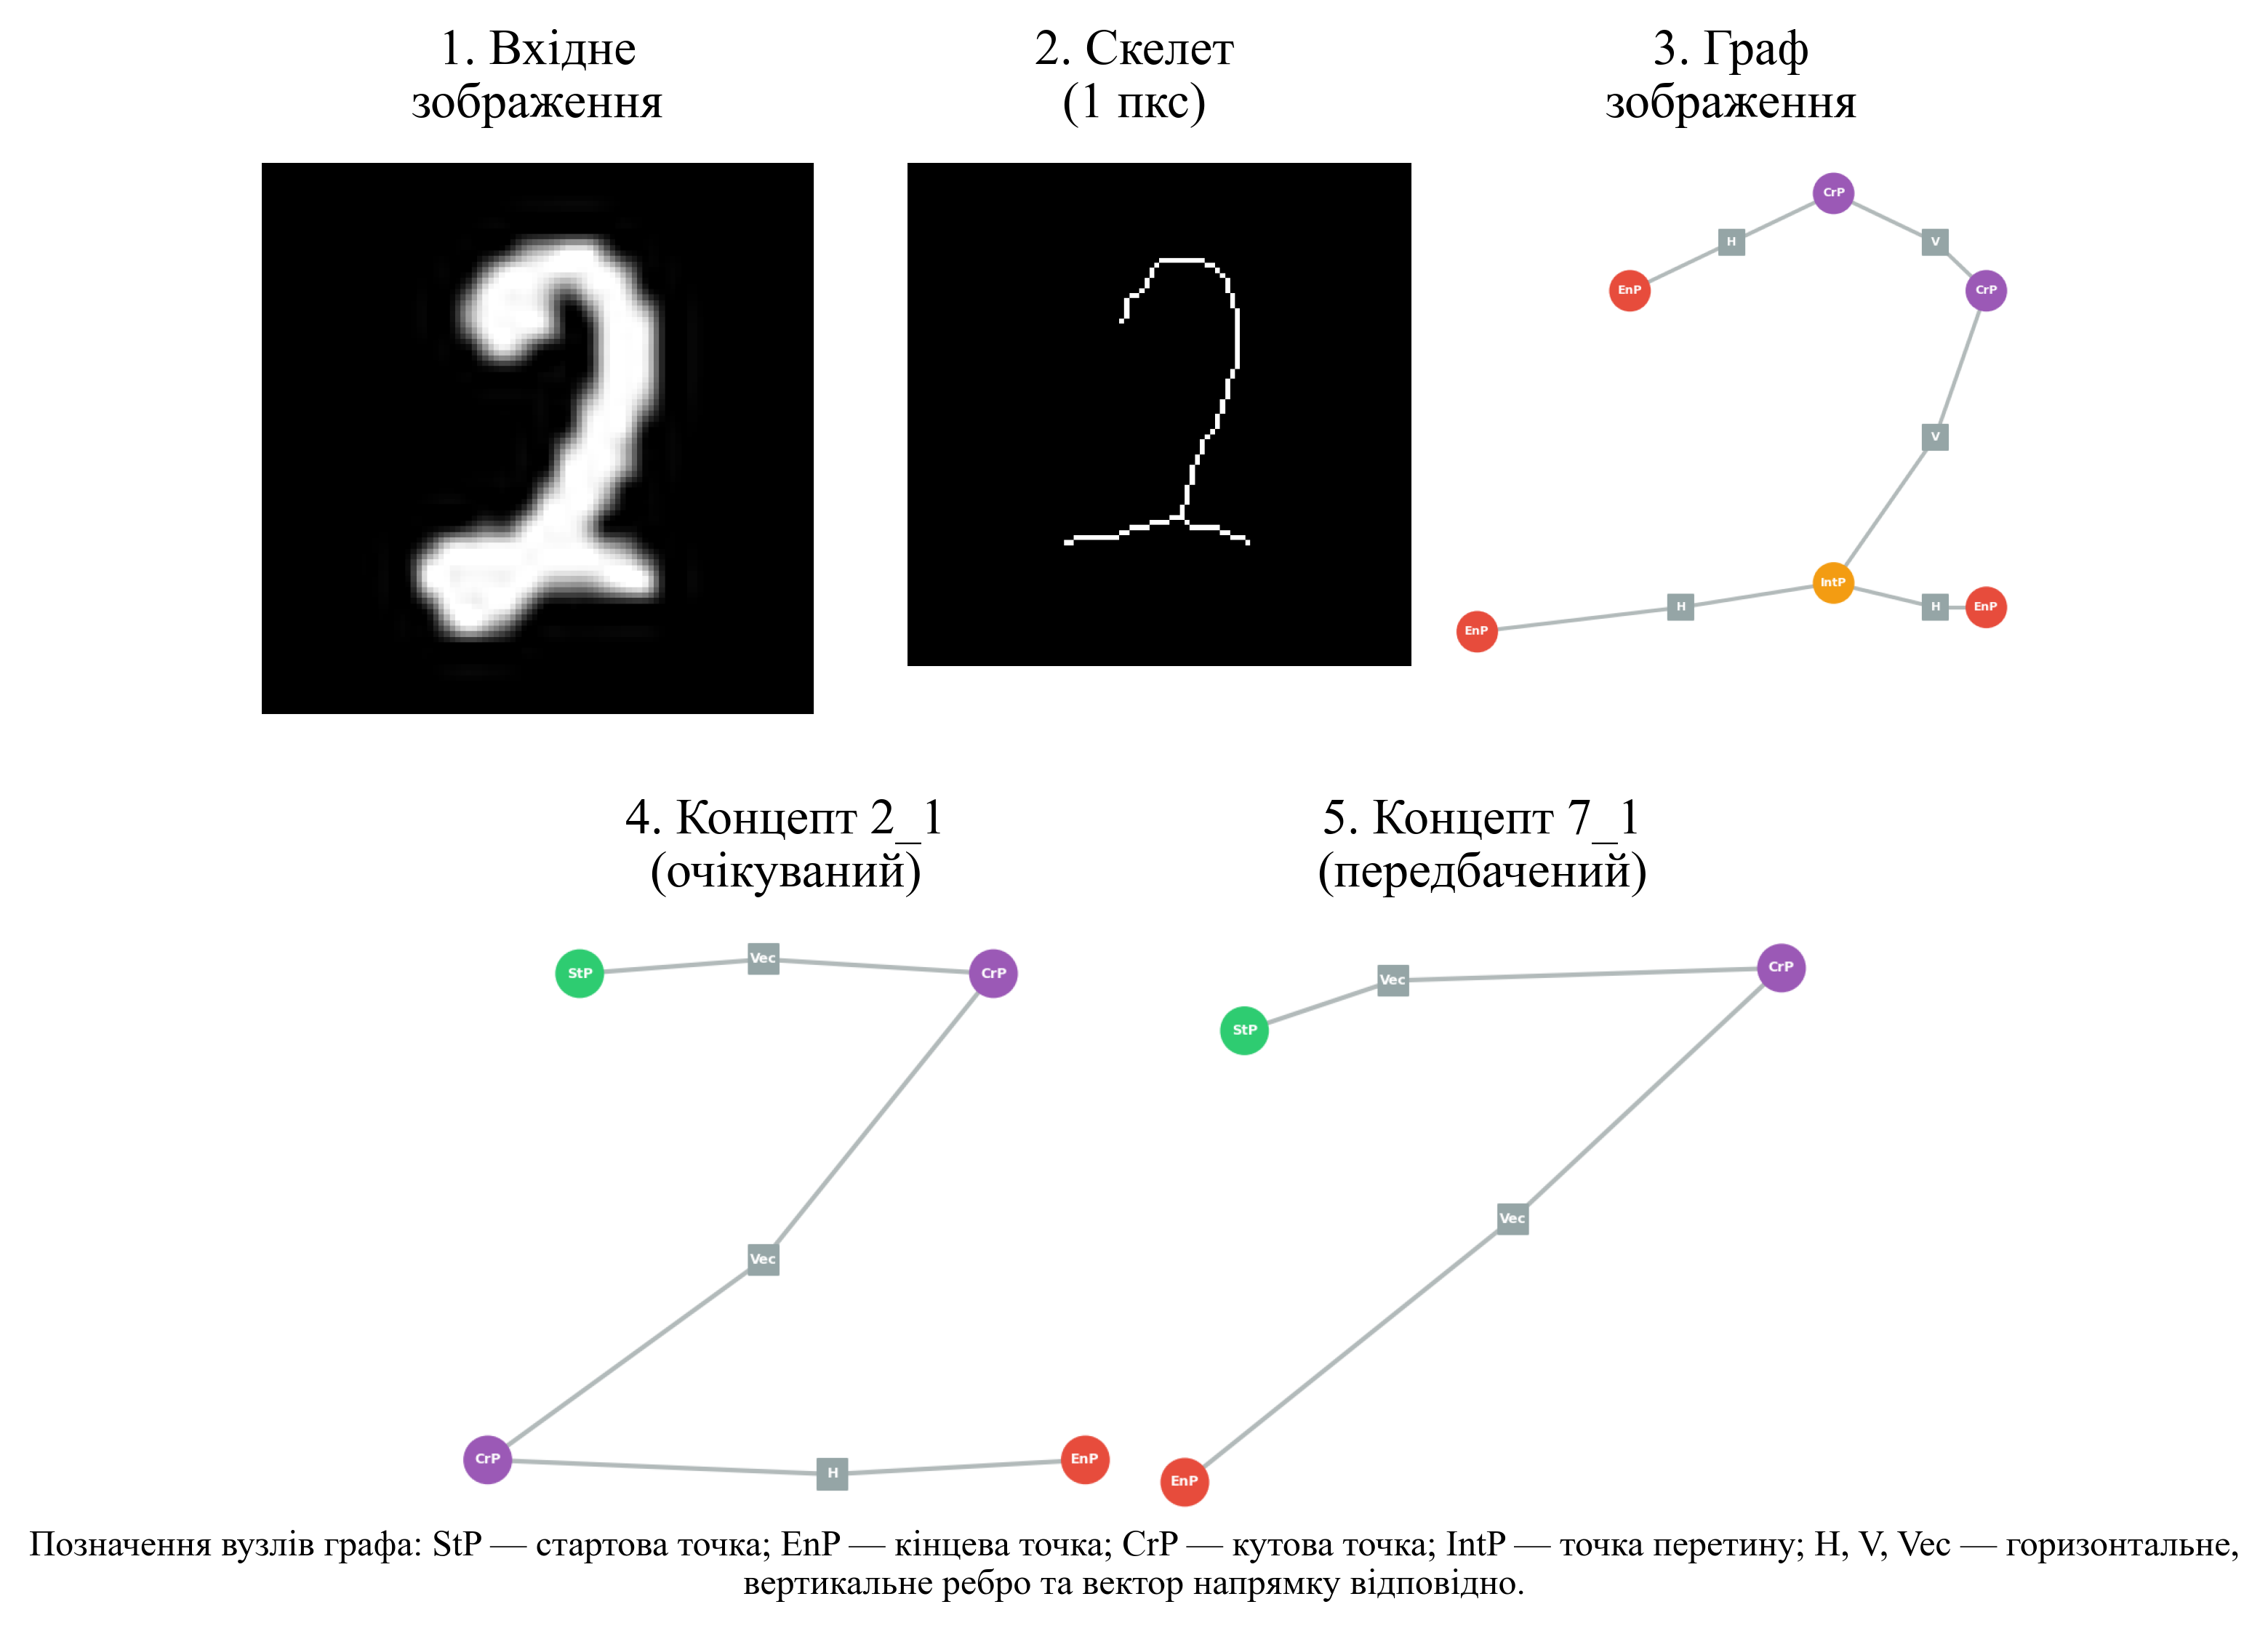 1. Вхідне
зображення
2. Скелет
(1 пкс)
3. Граф
зображення
CrP
H
V
EnP
CrP
V
IntP
H
H
EnP
EnP
4. Концепт 2_1
(очікуваний)
5. Концепт 7_1
(передбачений)
StP
Vec
CrP
Vec
CrP
H
EnP
CrP
Vec
StP
Vec
EnP
Позначення вузлів графа: StP — стартова точка; EnP — кінцева точка; CrP — кутова точка; IntP — точка перетину; H, V, Vec — горизонтальне,
вертикальне ребро та вектор напрямку відповідно.